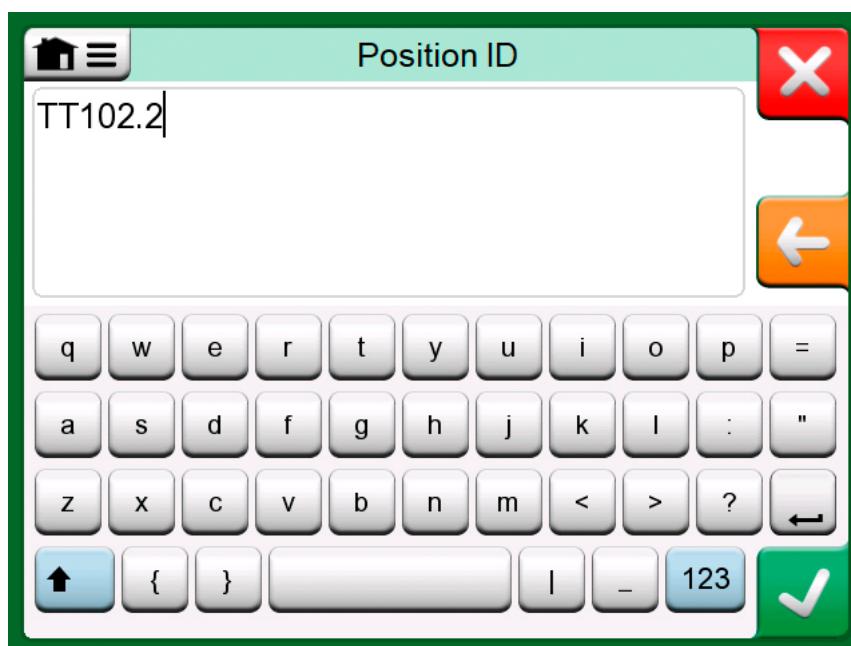 Position ID
TT102.2
q w e r t y u i o p =
a s d f g h j k l : "
z x c v b n m < > ?
{ } | _ 123